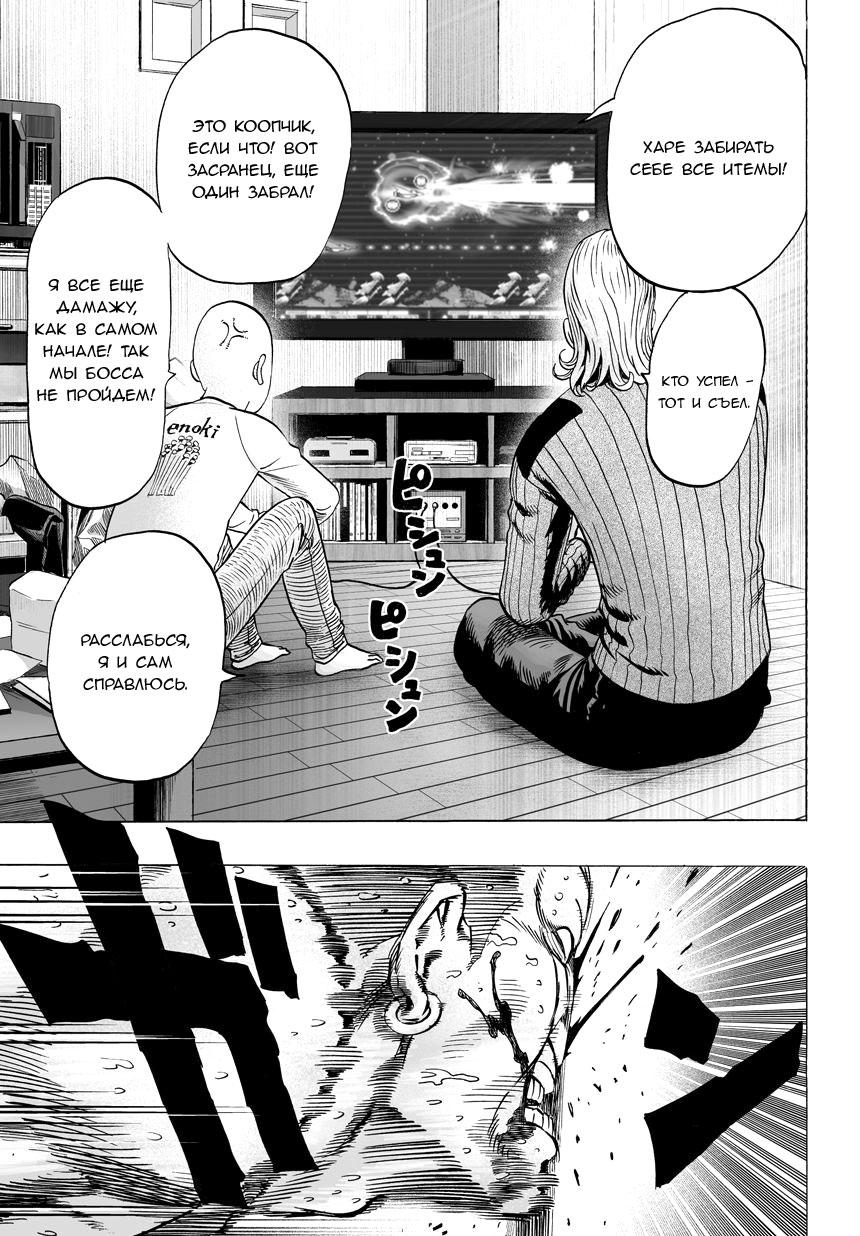 ХАРЕ ЗАБИРАТЬ
СЕБЕ ВСЕ ИТЕМЫ!
КТО УСПЕЛ -
ТОТ И СЪЕЛ.
ЭТО КООПЧИК,
ЕСЛИ ЧТО! ВОТ
ЗАСРАНЕЦ, ЕЩЕ
ОДИН ЗАБРАЛ!
Я ВСЕ ЕЩЕ
ДАМАЖУ,
КАК В САМОМ
НАЧАЛЕ! ТАК
МЫ БОССА
НЕ ПРОЙДЕМ!
enoki
ピシュン
ピシュン
РАССЛАБЬСЯ,
Я И САМ
СПРАВЛЮСЬ.